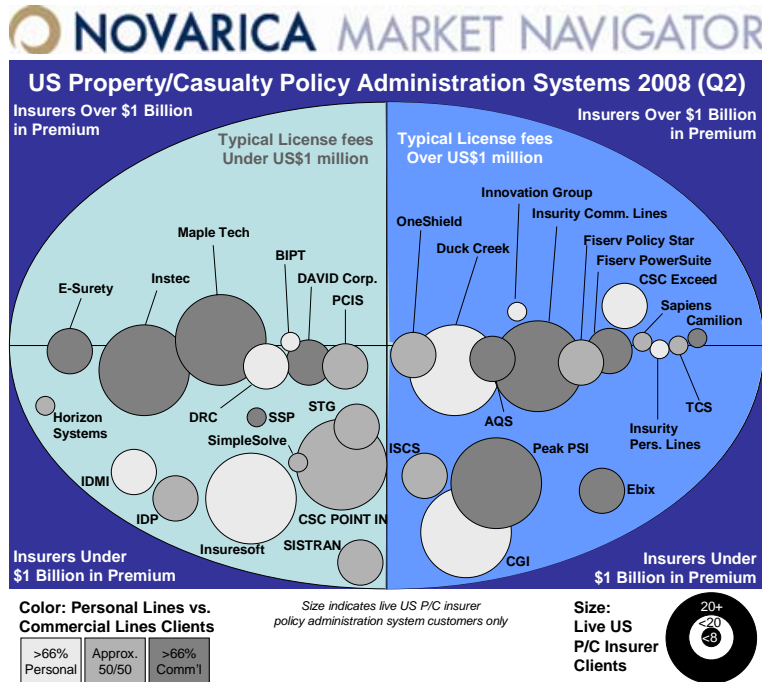 NOVARICA MARKET NAVIGATOR
US Property/Casualty Policy Administration Systems 2008 (Q2)
Insurers Over $1 Billion
in Premium
Insurers Over $1 Billion
in Premium
Typical License fees
Under US$1 million
Typical License fees
Over US$1 million
Innovation Group
Insurity Comm. Lines
OneShield
Maple Tech
Fiserv Policy Star
Duck Creek
BIPT
Fiserv PowerSuite
Instec
DAVID Corp.
CSC Exceed
E-Surety
PCIS
Sapiens
Camilion
Horizon
Systems
DRC
SSP
STG
AQS
TCS
Insurity
Pers. Lines
SimpleSolve
ISCS
Peak PSI
IDMI
Ebix
IDP
CSC POINT IN
Insuresoft
SISTRAN
CGI
Insurers Under
$1 Billion in Premium
Insurers Under
$1 Billion in Premium
Color: Personal Lines vs.
Commercial Lines Clients
>66%
Personal
Approx.
50/50
>66%
Comm'l
Size indicates live US P/C insurer
policy administration system customers only
Size:
Live US
P/C Insurer
Clients
20+
<20
<8